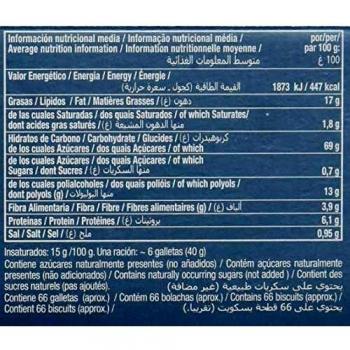 Información nutricional media / Informação nutricional média / por/per/
Average nutrition information / Informationnutritionnelle moyenne / par 100 g:
متوسط المعلومات الغذائية 100 غ
Valor Energético / Energia / Energy / Énergie /
القيمة الطاقية (كجول، سعرة حرارية) 1873 kJ / 447 kcal
Grasas / Lípidos / Fat / Matières Grasses / دهون (غ) 17 g
de las cuales Saturadas / dos quais Saturados / of which Saturates/
dont acides gras saturés / منها الدهون المشبعة (غ) 1,8 g
Hidratos de Carbono / Carbohydrate / Glucides / كربوهيدرات (غ) 69 g
de los cuales Azúcares / dos quais Açúcares / of which
Sugars / dont Sucres / منها السكريات (غ) 0,7 g
de los cuales polialcoholes / dos quais polióis / of which polyols /
dont polyols (g) / منها البوليولات (غ) 13 g
Fibra Alimentaria / Fibra / Fibre / Fibres alimentaires (g) / ألياف (غ) 3,9 g
Proteínas / Proteína / Protein / Protéines / بروتينات (غ) 6,1 g
Sal / Salt / Sel / ملح (غ) 0,95 g
Insaturados: 15 g/100 g. Una ración: ~ 6 galletas (40 g)
Contiene azúcares naturalmente presentes (no añadidos) / Contém açúcares naturalmente
presentes (não adicionados) / Contains naturally occurring sugars (not added ) / Contient des
sucres naturels (pas ajoutés). يحتوي على سكريات طبيعية (غير مضافة)
Contiene 66 galletas (aprox.) / Contém 66 bolachas (aprox.) / Contains 66 biscuits (approx.) /
Contient 66 biscuits (approx.) يحتوي على 66 قطعة بسكويت (تقريبا).